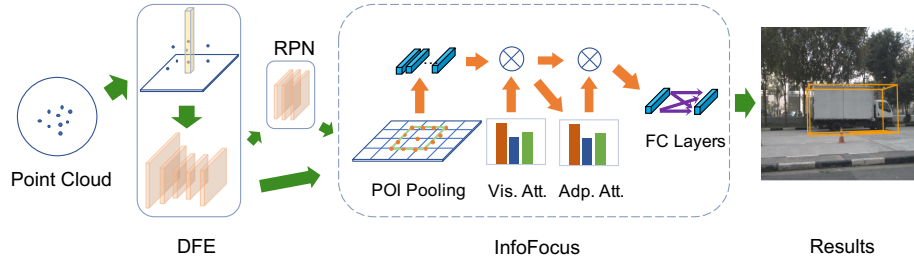 RPN
Point Cloud
POI Pooling
Vis. Att.
Adp. Att.
FC Layers
DFE
InfoFocus
Results